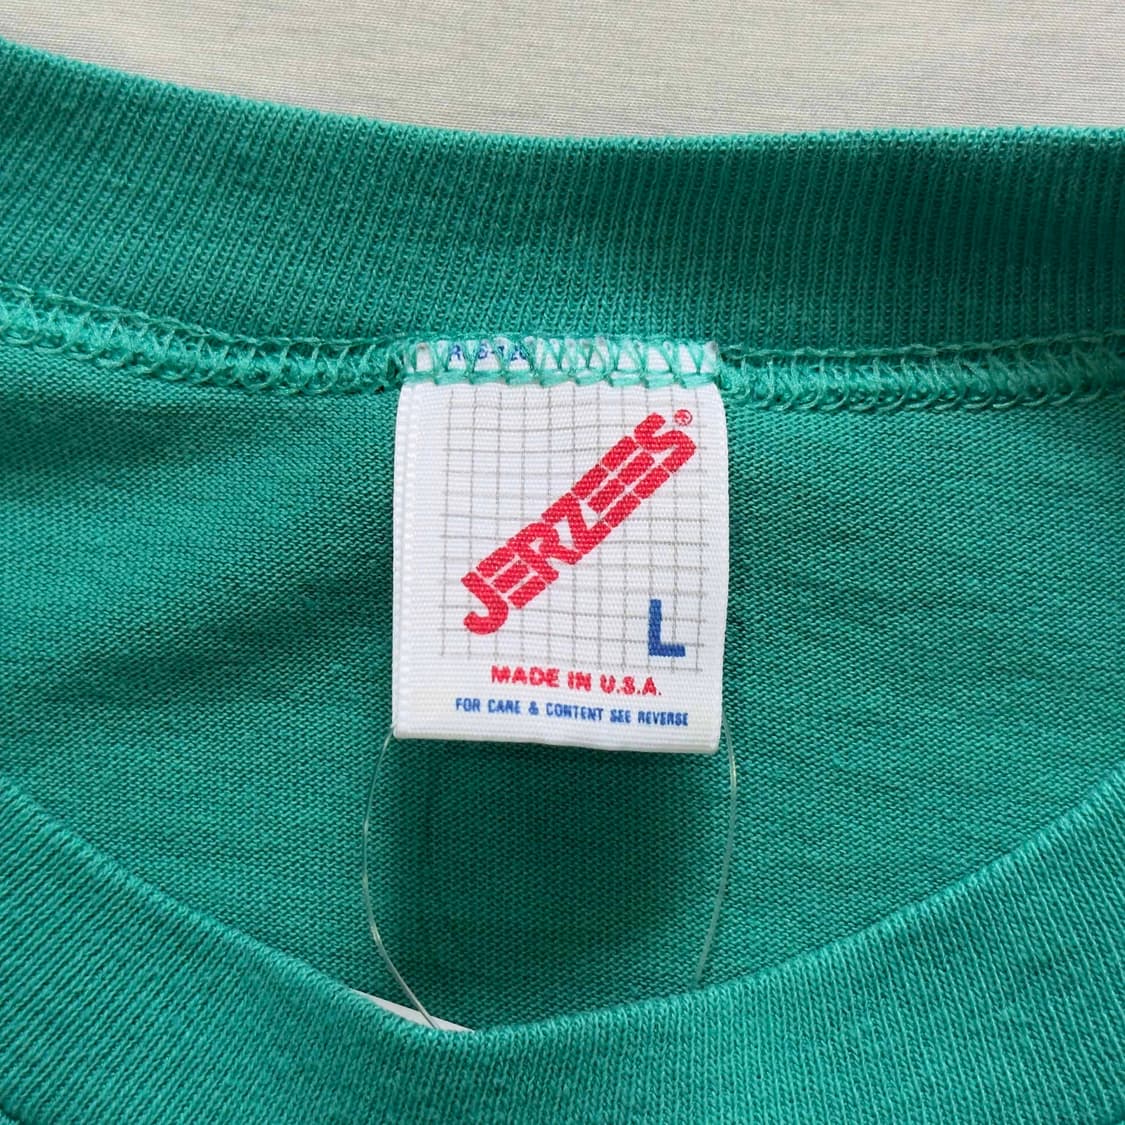 JERZEES®
L
MADE IN U.S.A.
FOR CARE & CONTENT SEE REVERSE